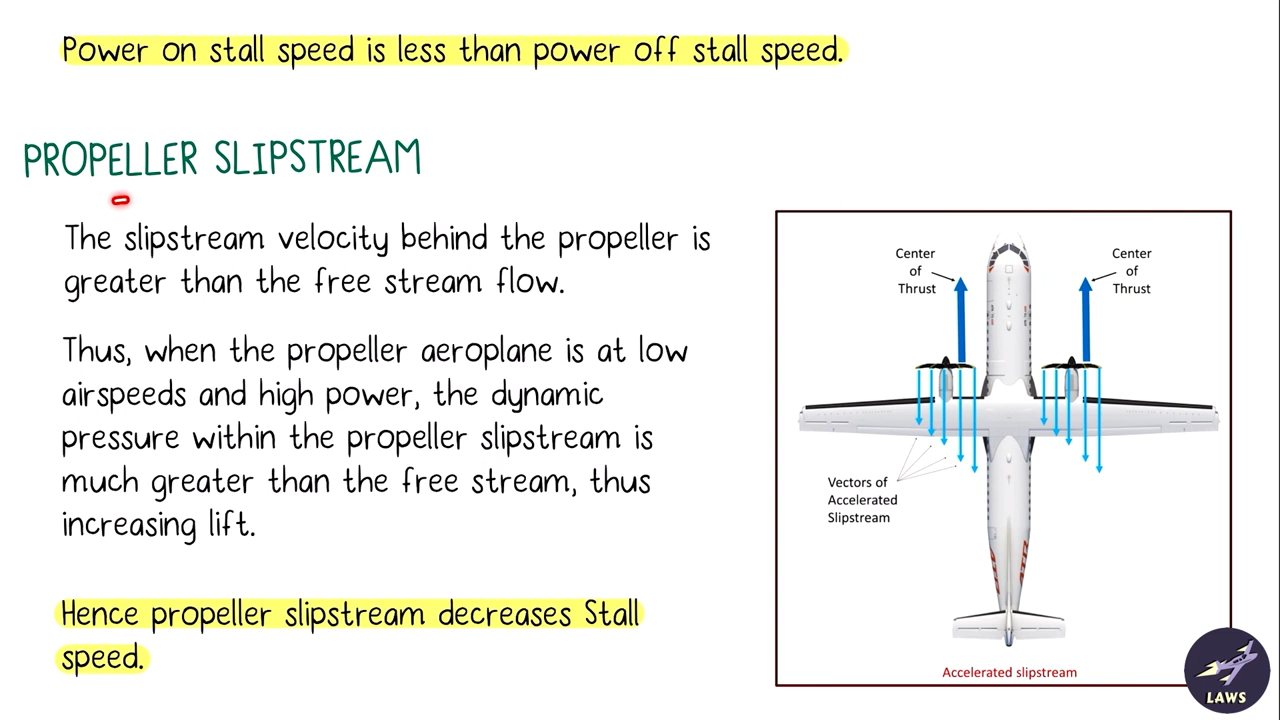 Power on stall speed is less than power off stall speed.
PROPELLER SLIPSTREAM
The slipstream velocity behind the propeller is
greater than the free stream flow.
Thus, when the propeller aeroplane is at low
airspeeds and high power, the dynamic
pressure within the propeller slipstream is
much greater than the free stream, thus
increasing lift.
Hence propeller slipstream decreases Stall
speed.
Center
of
Thrust
Center
of
Thrust
Vectors of
Accelerated
Slipstream
Accelerated slipstream
LAWS